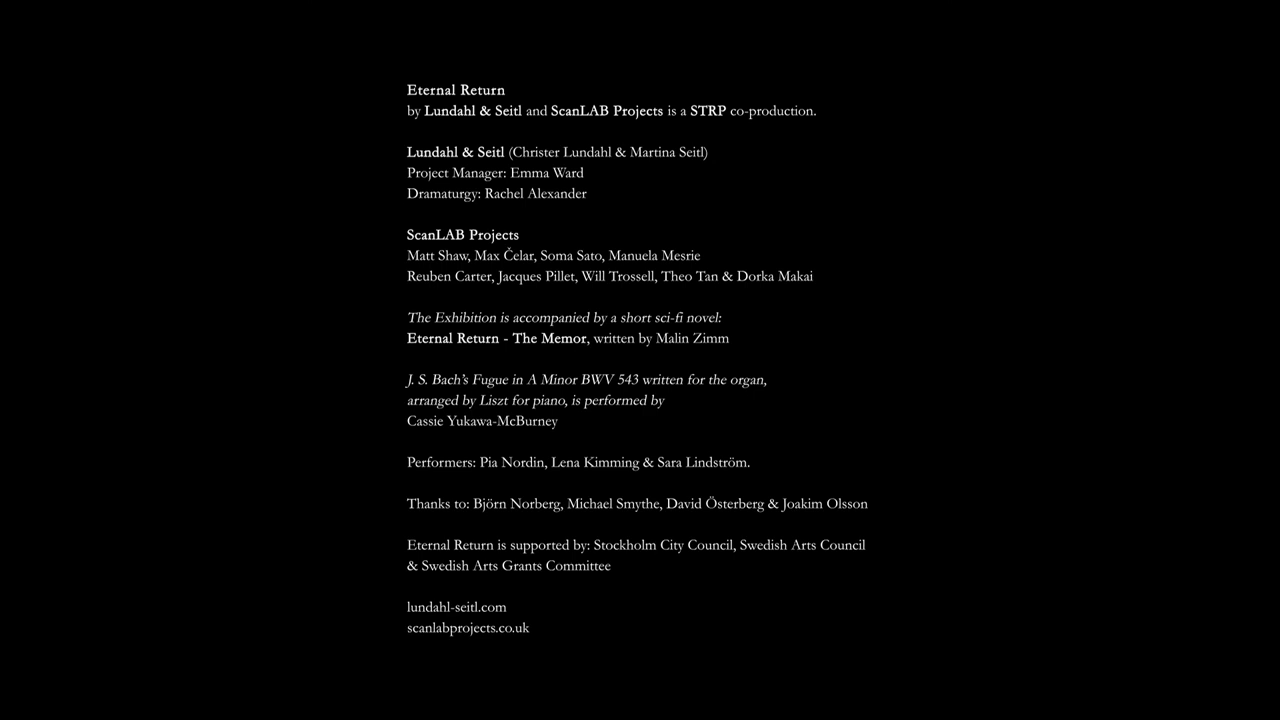 Eternal Return
by Lundahl & Seitl and ScanLAB Projects is a STRP co-production.
Lundahl & Seitl (Christer Lundahl & Martina Seitl)
Project Manager: Emma Ward
Dramaturgy: Rachel Alexander
ScanLAB Projects
Matt Shaw, Max Čelar, Soma Sato, Manuela Mesrie
Reuben Carter, Jacques Pillet, Will Trossell, Theo Tan & Dorka Makai
The Exhibition is accompanied by a short sci-fi novel:
Eternal Return - The Memor, written by Malin Zimm
J. S. Bach's Fugue in A Minor BWV 543 written for the organ,
arranged by Liszt for piano, is performed by
Cassie Yukawa-McBurney
Performers: Pia Nordin, Lena Kimming & Sara Lindström.
Thanks to: Björn Norberg, Michael Smythe, David Österberg & Joakim Olsson
Eternal Return is supported by: Stockholm City Council, Swedish Arts Council
& Swedish Arts Grants Committee
lundahl-seitl.com
scanlabprojects.co.uk